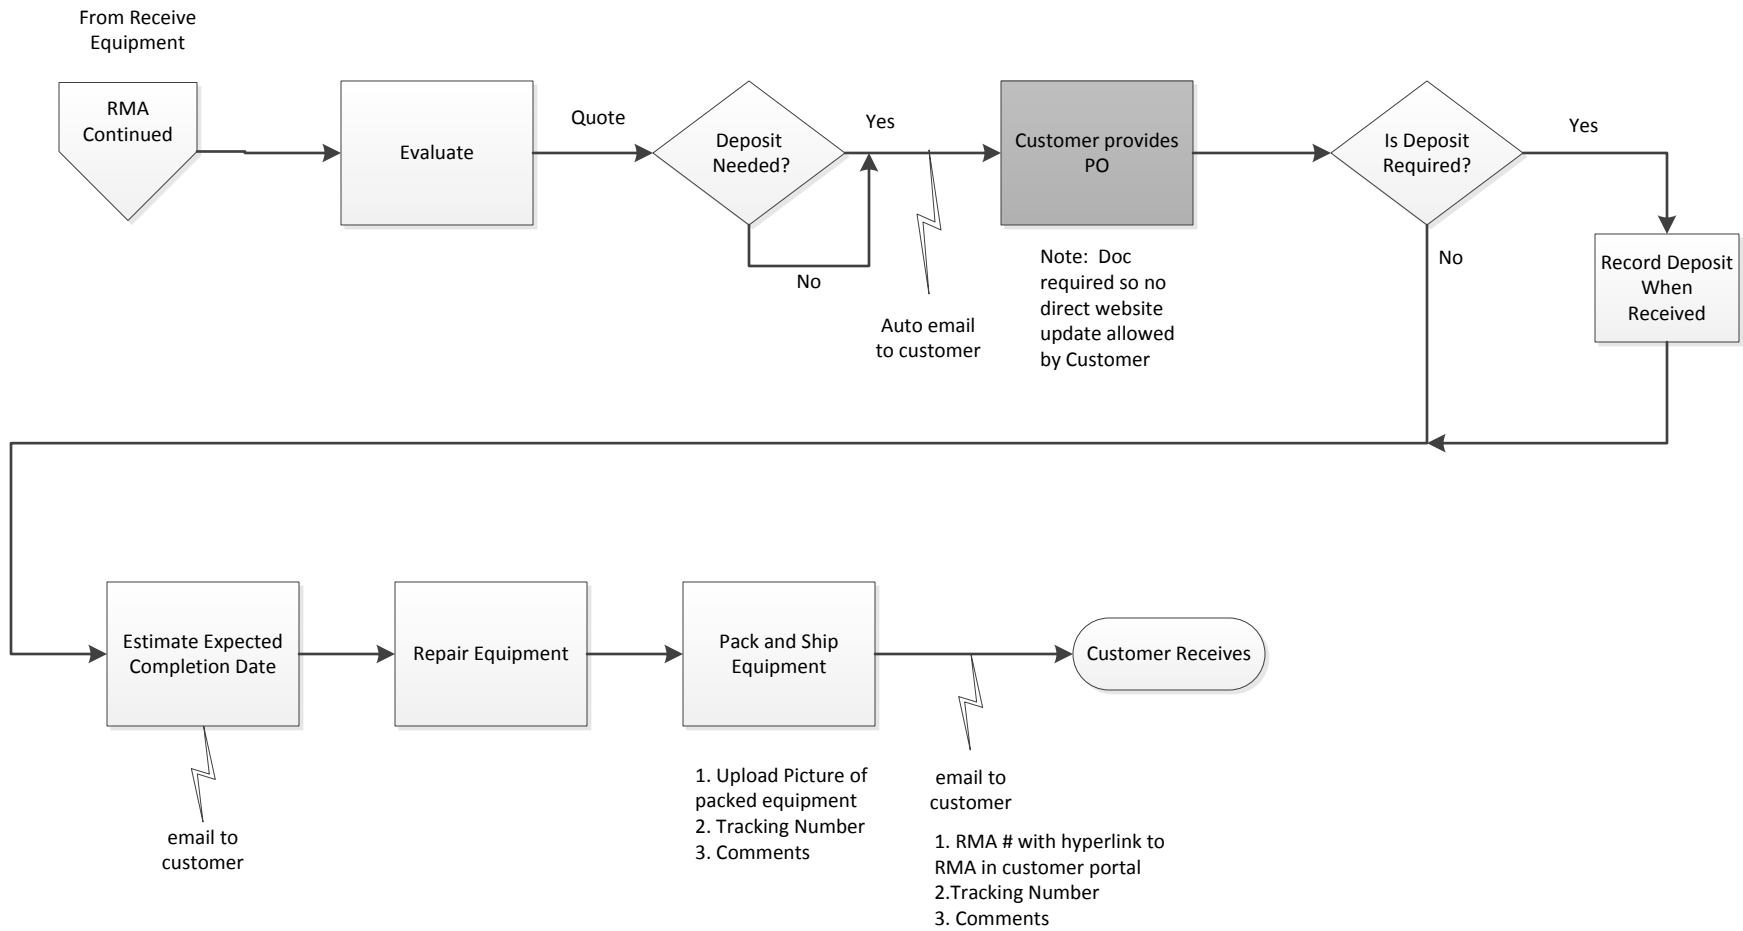 From Receive
Equipment
RMA
Continued
Evaluate
Quote
Deposit
Needed?
Yes
No
Auto email
to customer
Customer provides
PO
Note:  Doc
required so no
direct website
update allowed
by Customer
Is Deposit
Required?
Yes
No
Record Deposit
When
Received
Estimate Expected
Completion Date
email to
customer
Repair Equipment
Pack and Ship
Equipment
1. Upload Picture of
packed equipment
2. Tracking Number
3. Comments
email to
customer
1. RMA # with hyperlink to
RMA in customer portal
2.Tracking Number
3. Comments
Customer Receives